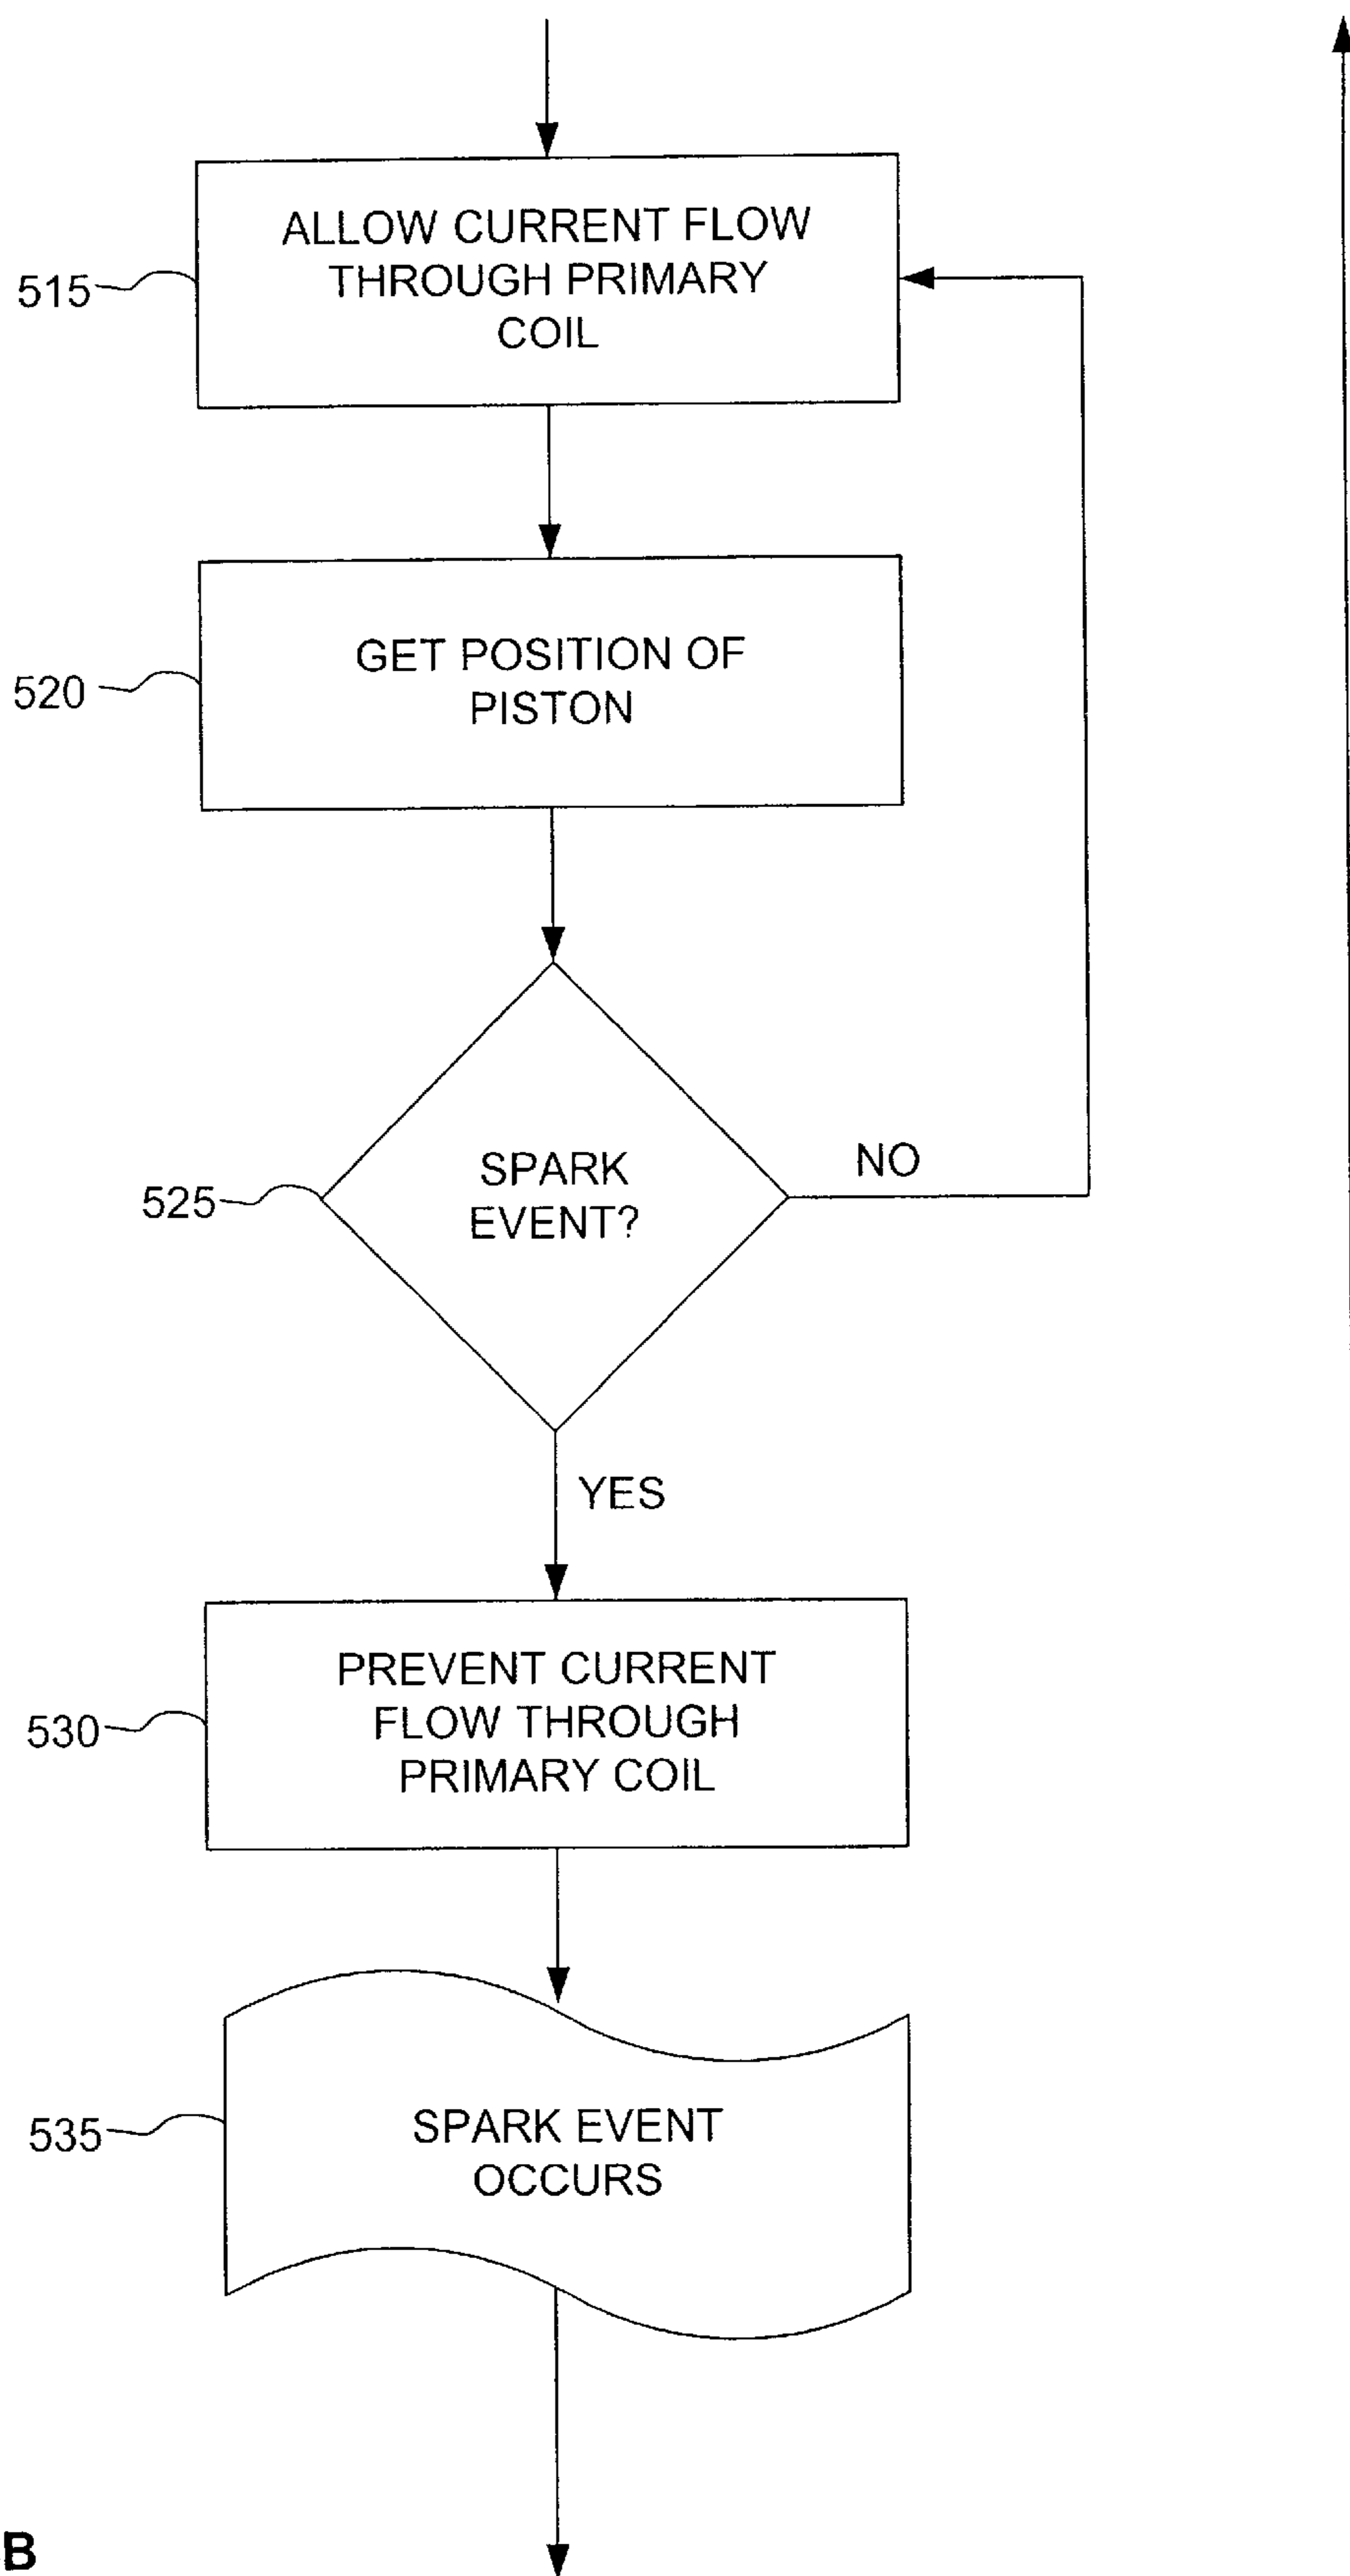 ALLOW CURRENT FLOW
THROUGH PRIMARY
COIL
515
GET POSITION OF
PISTON
520
SPARK
EVENT?
525
NO
YES
PREVENT CURRENT
FLOW THROUGH
PRIMARY COIL
530
SPARK EVENT
OCCURS
535
B